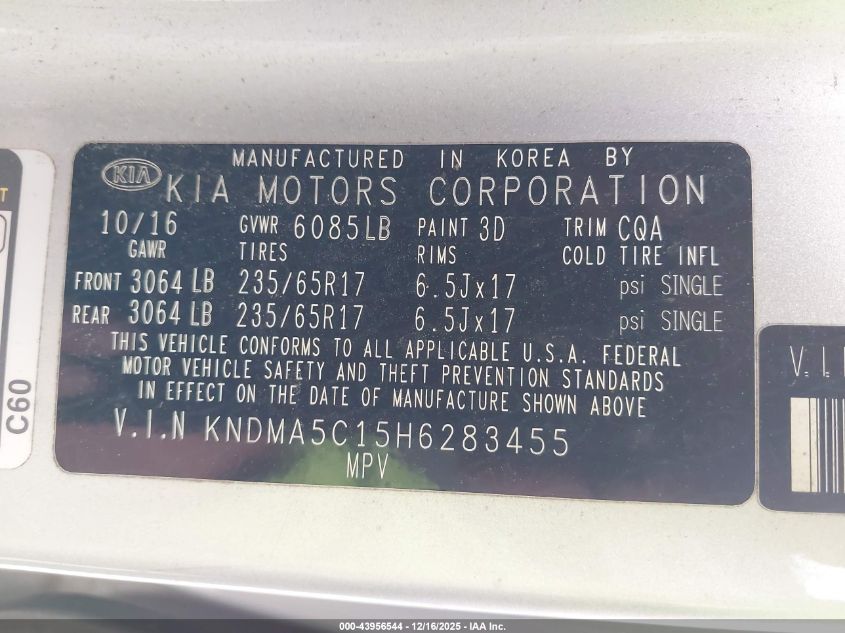 MANUFACTURED IN KOREA BY
KIA KIA MOTORS CORPORATION
10/16 GVWR 6085LB PAINT 3D TRIM CQA
GAWR TIRES RIMS COLD TIRE INFL
FRONT 3064 LB 235/65R17 6.5Jx17 psi SINGLE
REAR 3064 LB 235/65R17 6.5Jx17 psi SINGLE
THIS VEHICLE CONFORMS TO ALL APPLICABLE U.S.A. FEDERAL
MOTOR VEHICLE SAFETY AND THEFT PREVENTION STANDARDS
IN EFFECT ON THE DATE OF MANUFACTURE SHOWN ABOVE
V.I.N KNDMA5C15H6283455
MPV
C60
V.I.
000-43956544 - 12/16/2025 - IAA Inc.